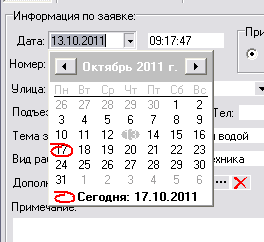 Информация по заявке:
При
Дата: 13.10.2011 09:17:47
Номер: Октябрь 2011 г.
Улица: Пн Вт Ср Чт Пт Сб Вс
26 27 28 29 30 1 2
Подъез 3 4 5 6 7 8 9 Тел:
Тема з 10 11 12 13 14 15 16 водой
Вид раб 17 18 19 20 21 22 23 ехника
24 25 26 27 28 29 30
Дополн 31 1 2 3 4 5 6 ...
Сегодня: 17.10.2011
Примечание: